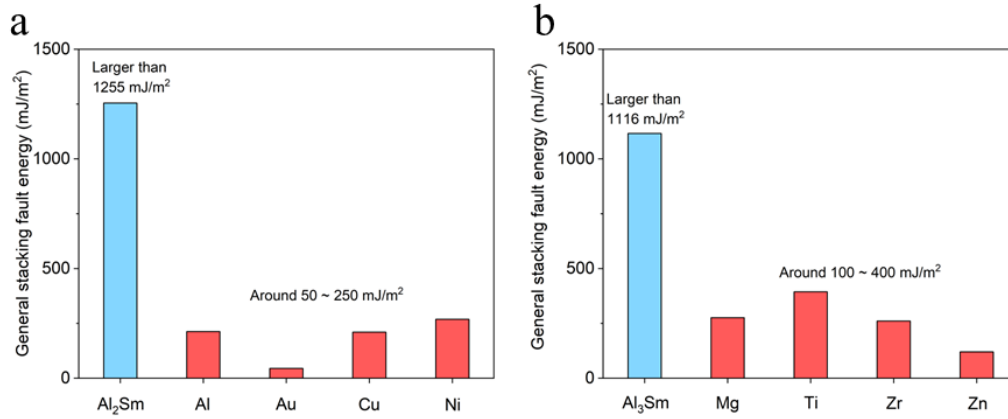 a
General stacking fault energy (mJ/m²)
1500
1000
500
0
Larger than
1255 mJ/m²
Around 50 ~ 250 mJ/m²
Al₂Sm
Al
Au
Cu
Ni
b
General stacking fault energy (mJ/m²)
1500
1000
500
0
Larger than
1116 mJ/m²
Around 100 ~ 400 mJ/m²
Al₃Sm
Mg
Ti
Zr
Zn